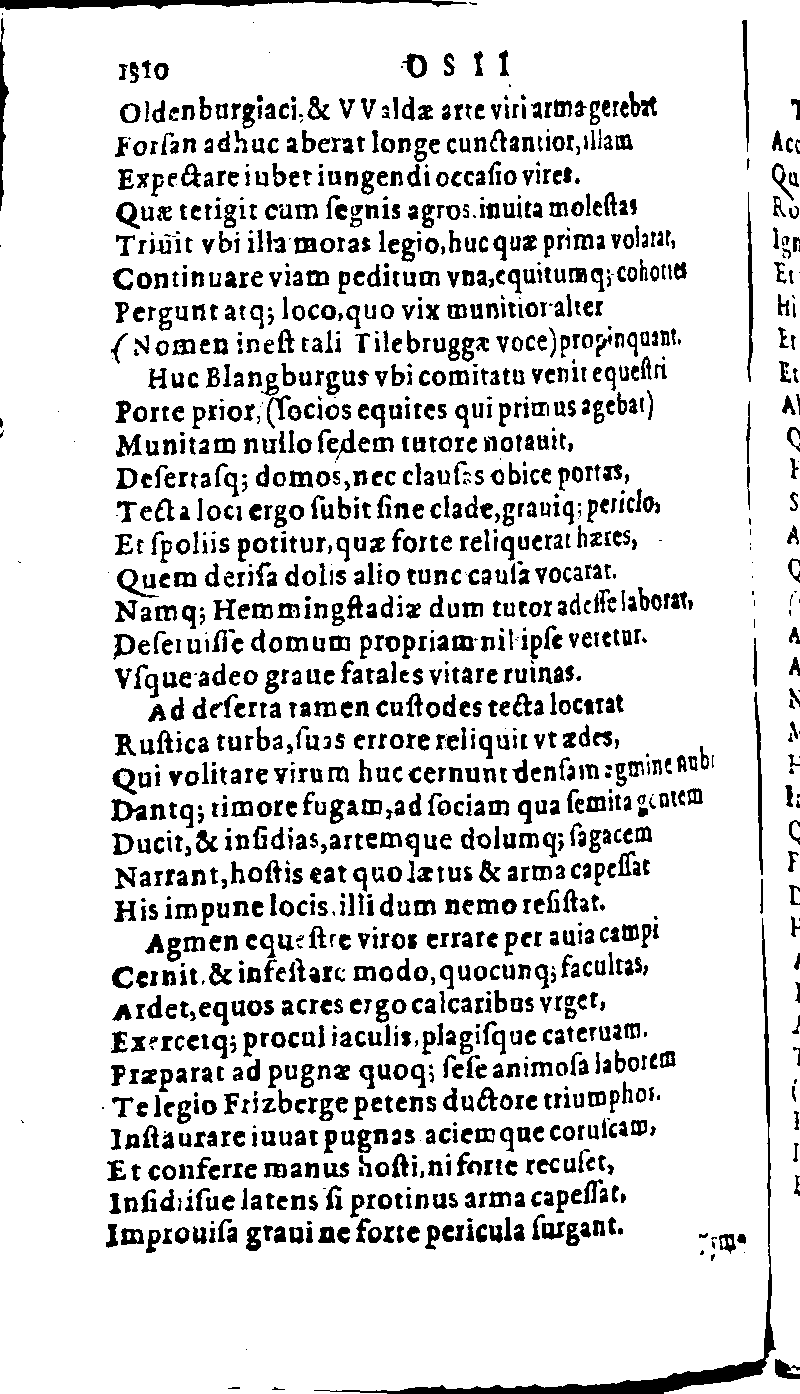 1310 OSII
Oldenburgiaci, & VValdæ arte viri arma gerebat
Forſan adhuc aberat longe cunctantior, illam
Expectare iubet iungendi occaſio vires.
Quæ tetigit cum ſegnis agros, inuita moleſtas
Triuit vbi illa moras legio, huc quæ prima volarat,
Continuare viam peditum vna, equitumq; cohortes
Pergunt atq; loco, quo vix munitior alter
(Nomen ineſt tali Tilebruggæ voce) propinquant.
Huc Blangburgus vbi comitatu venit equeſtri
Porte prior, (ſocios equites qui primus agebat)
Munitam nullo ſedem tutore notauit,
Deſertaſq; domos, nec clauſas obice portas,
Tecta loci ergo ſubit ſine clade, grauiq; periclo,
Et ſpoliis potitur, quæ forte reliquerat hæres,
Quem deriſa dolis alio tunc cauſa vocarat.
Namq; Hemmingſtadiæ dum tutor adeſſe laborat,
Deſeruiſſe domum propriam nil ipſe veretur.
Vſque adeo graue fatales vitare ruinas.
Ad deſerta tamen cuſtodes tecta locarat
Ruſtica turba, ſuas errore reliquit vt ædes,
Qui volitare virum huc cernunt denſam agmine nubē
Dantq; timore fugam, ad ſociam qua ſemita gentem
Ducit, & inſidias, artemque dolumq; ſagacem
Narrant, hoſtis eat quo lætus & arma capeſſat
His impune locis, illi dum nemo reſiſtat.
Agmen equeſtre viros errare per auia campi
Cernit, & infeſtare modo, quocunq; facultas,
Ardet, equos acres ergo calcaribus vrget,
Exercetq; procul iaculis, plagiſque cateruam.
Præparat ad pugnæ quoq; ſeſe animoſa laborem
Te legio Frizberge petens ductore triumphos.
Inſtaurare iuuat pugnas aciemque coruſcam,
Et conferre manus hoſti, ni forte recuſet,
Inſidiiſue latens ſi protinus arma capeſſat,
Improuiſa graui ne forte pericula ſurgant.